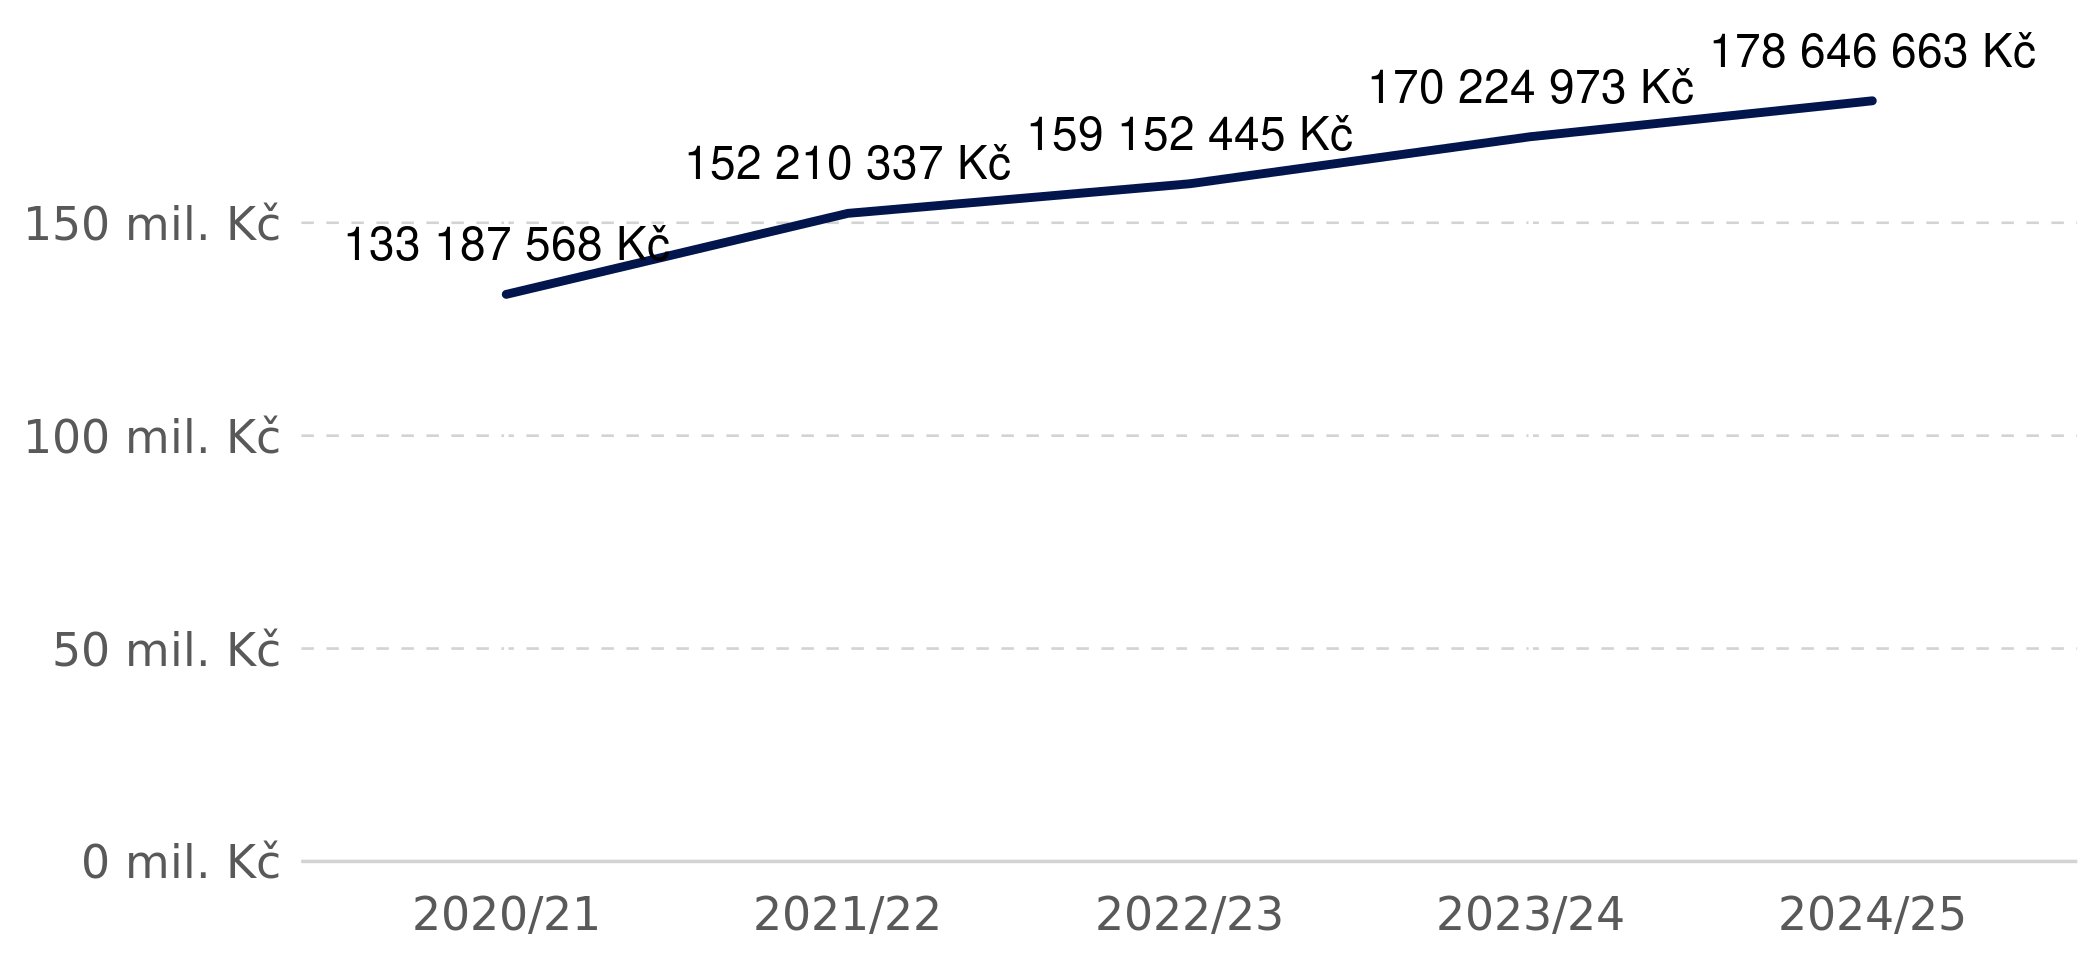 178 646 663 Kč
170 224 973 Kč
159 152 445 Kč
152 210 337 Kč
133 187 568 Kč
150 mil. Kč
100 mil. Kč
50 mil. Kč
0 mil. Kč
2020/21 2021/22 2022/23 2023/24 2024/25